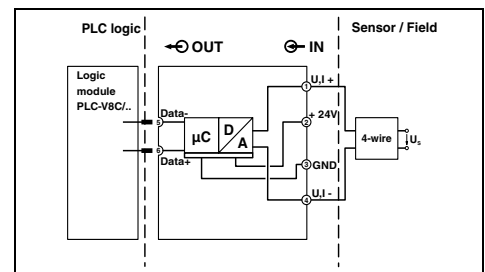 PLC logic
Sensor / Field
OUT
IN
Logic
module
PLC-V8C/..
U,I +
1
Data-
5
+ 24V
2
µC
D
A
4-wire
Us
6
Data+
3
GND
4
U,I -